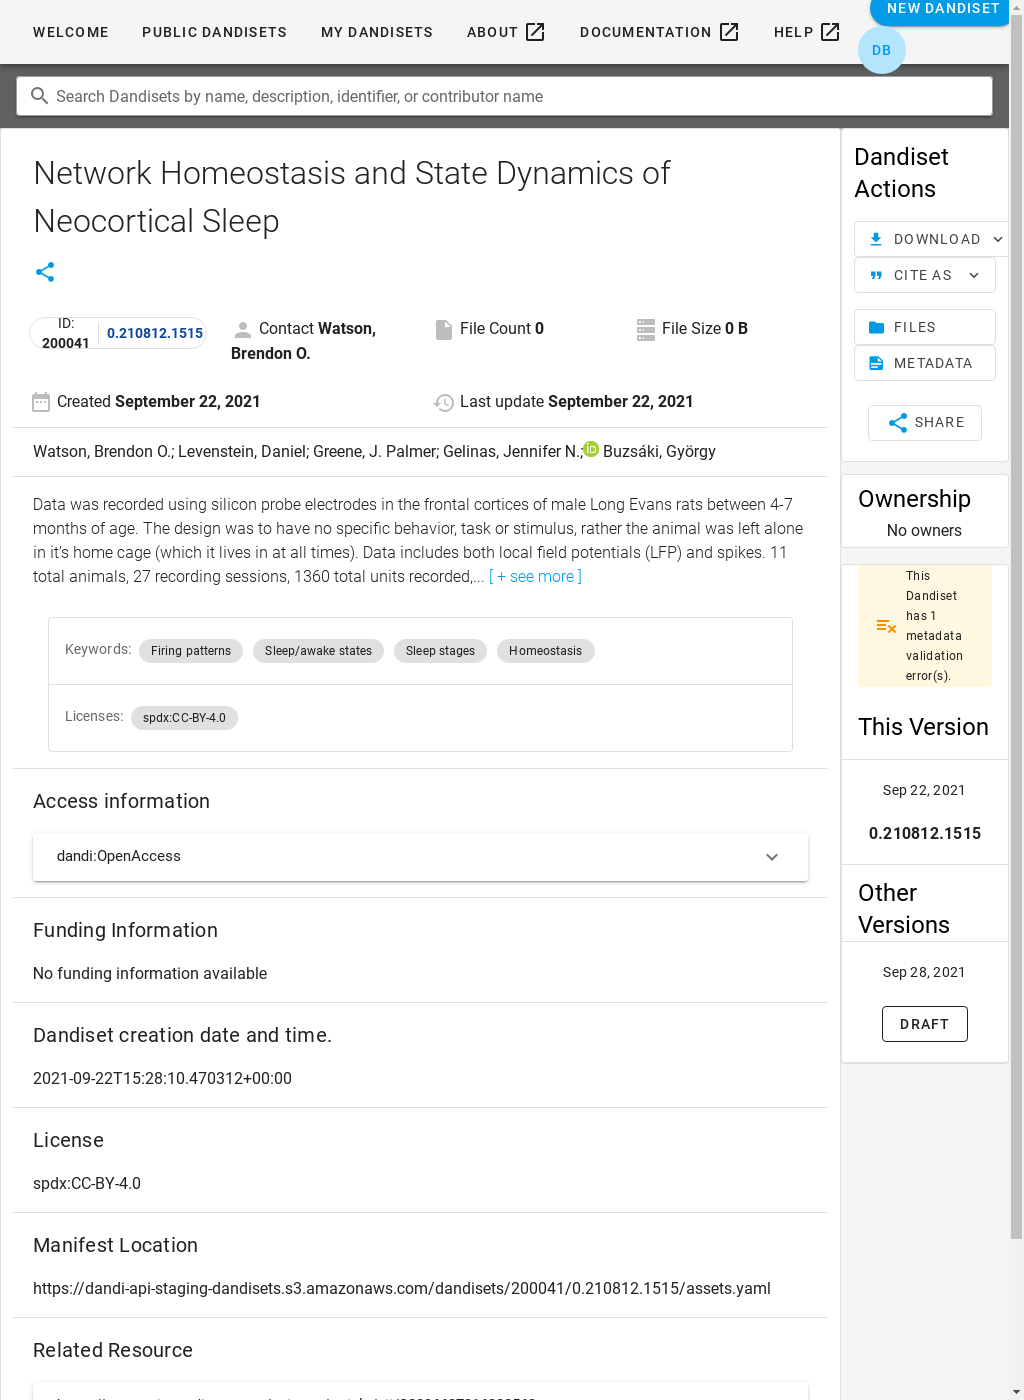 WELCOME PUBLIC DANDISETS MY DANDISETS ABOUT DOCUMENTATION HELP NEW DANDISET
DB
Search Dandisets by name, description, identifier, or contributor name
Network Homeostasis and State Dynamics of
Neocortical Sleep
ID:
200041
0.210812.1515
Contact Watson,
Brendon O.
File Count 0
File Size 0 B
Created September 22, 2021
Last update September 22, 2021
Watson, Brendon O.; Levenstein, Daniel; Greene, J. Palmer; Gelinas, Jennifer N.; iD Buzsáki, György
Data was recorded using silicon probe electrodes in the frontal cortices of male Long Evans rats between 4-7
months of age. The design was to have no specific behavior, task or stimulus, rather the animal was left alone
in it’s home cage (which it lives in at all times). Data includes both local field potentials (LFP) and spikes. 11
total animals, 27 recording sessions, 1360 total units recorded,... [ + see more ]
Keywords: Firing patterns Sleep/awake states Sleep stages Homeostasis
Licenses: spdx:CC-BY-4.0
Access information
dandi:OpenAccess
Funding Information
No funding information available
Dandiset creation date and time.
2021-09-22T15:28:10.470312+00:00
License
spdx:CC-BY-4.0
Manifest Location
https://dandi-api-staging-dandisets.s3.amazonaws.com/dandisets/200041/0.210812.1515/assets.yaml
Related Resource
Dandiset
Actions
DOWNLOAD
CITE AS
FILES
METADATA
SHARE
Ownership
No owners
This
Dandiset
has 1
metadata
validation
error(s).
This Version
Sep 22, 2021
0.210812.1515
Other
Versions
Sep 28, 2021
DRAFT